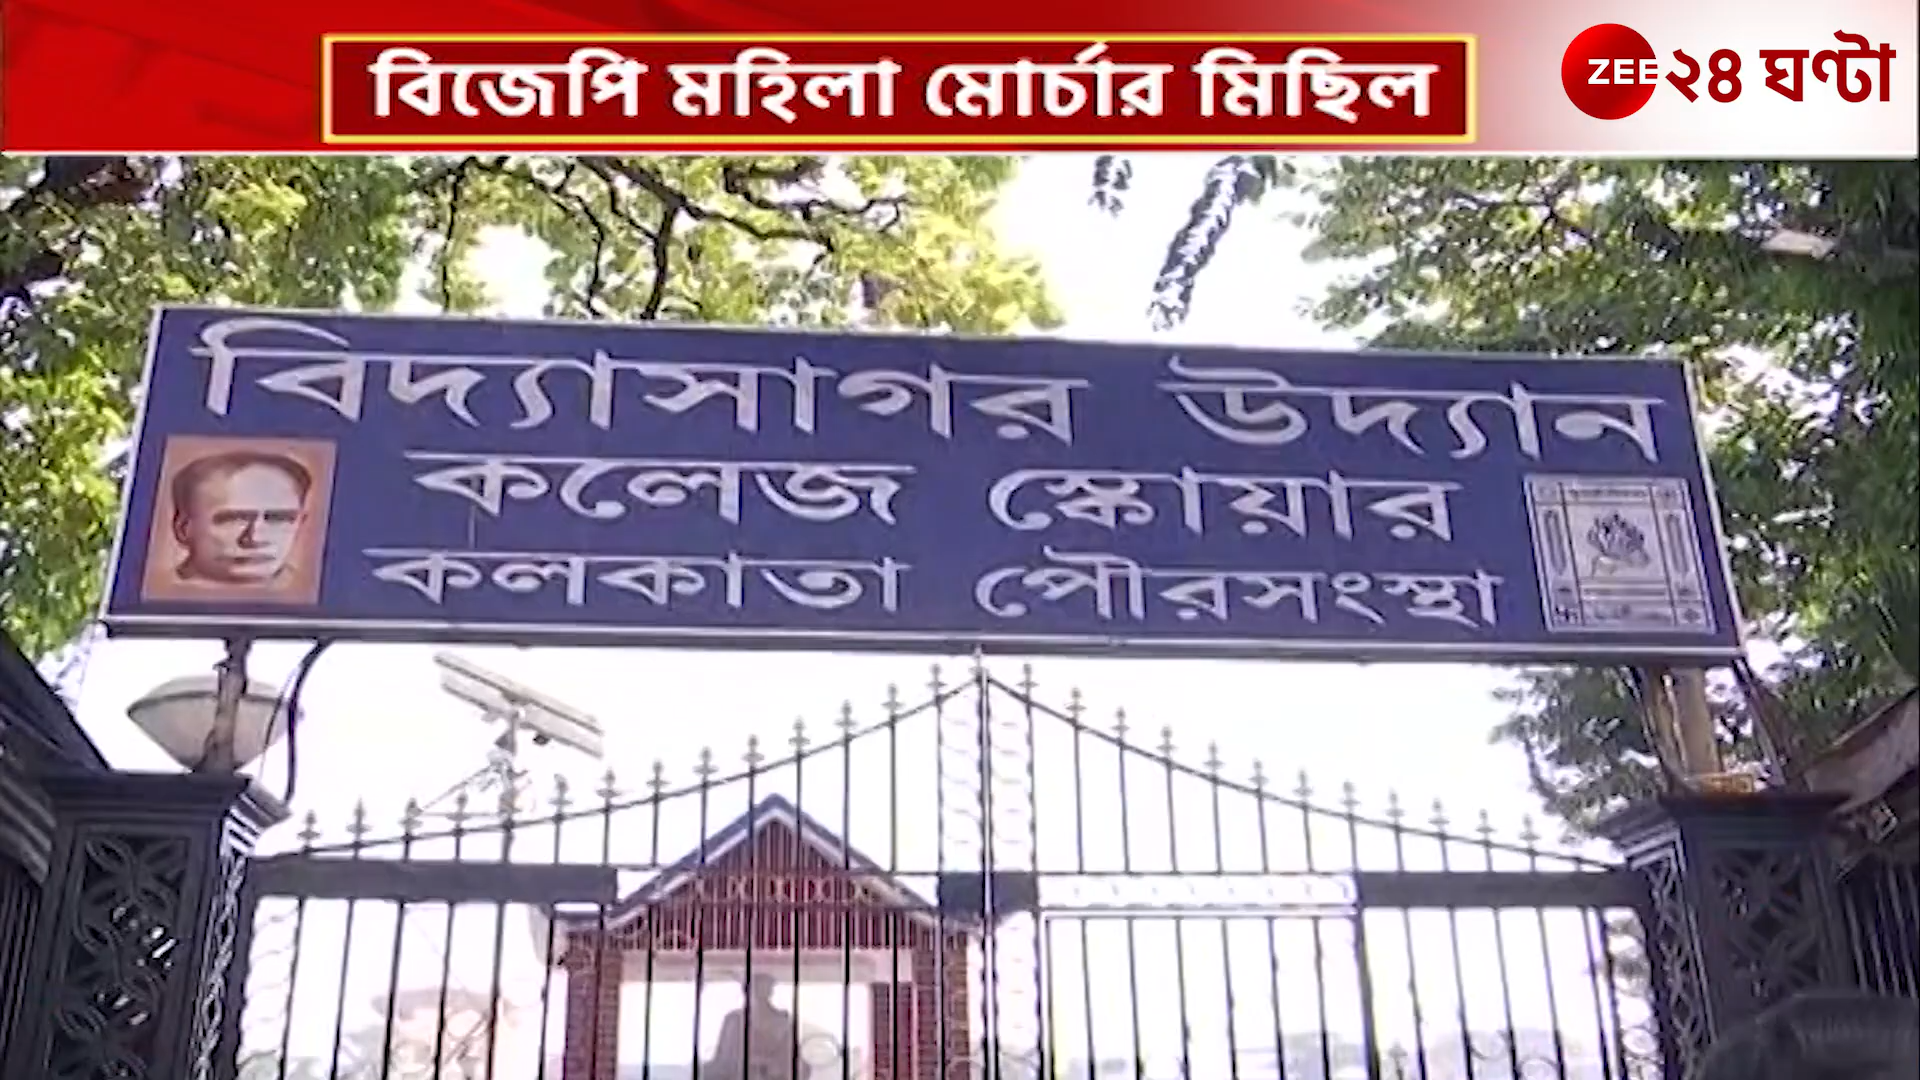 বিজেপি মহিলা মোর্চার মিছিল
ZEE ২৪ ঘণ্টা
বিদ্যাসাগর উদ্যান
কলেজ স্কোয়ার
কলকাতা পৌরসংস্থা